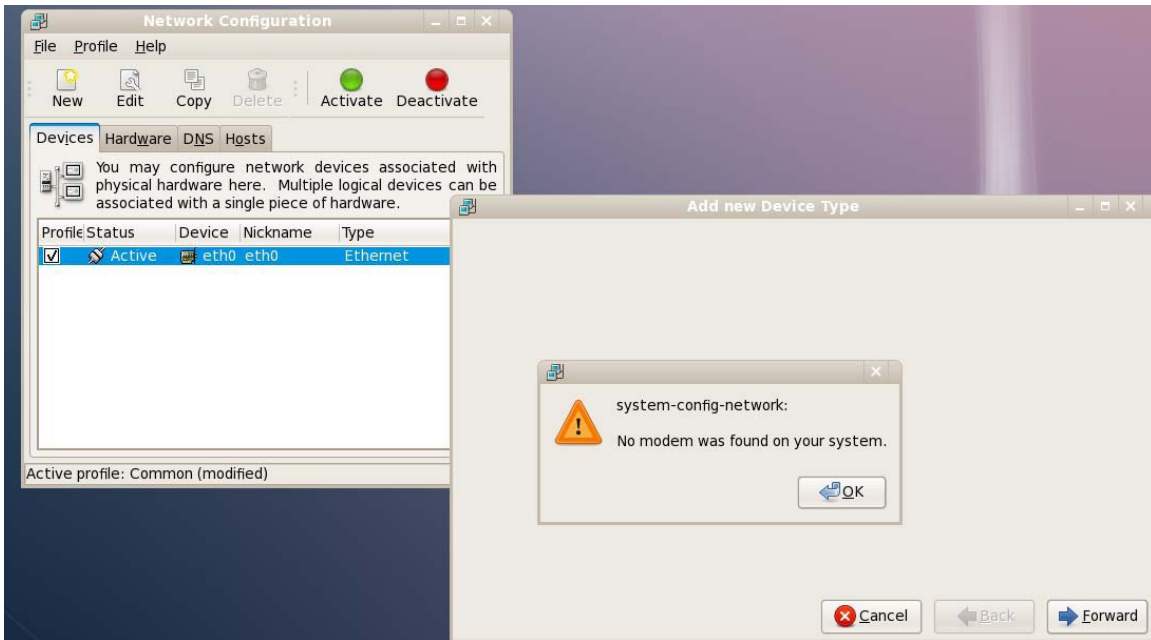 Network Configuration
File Profile Help
New Edit Copy Delete Activate Deactivate
Devices Hardware DNS Hosts
You may configure network devices associated with
physical hardware here. Multiple logical devices can be
associated with a single piece of hardware.
Profile Status Device Nickname Type
Active eth0 eth0 Ethernet
Active profile: Common (modified)
Add new Device Type
system-config-network:
No modem was found on your system.
OK
Cancel Back Forward